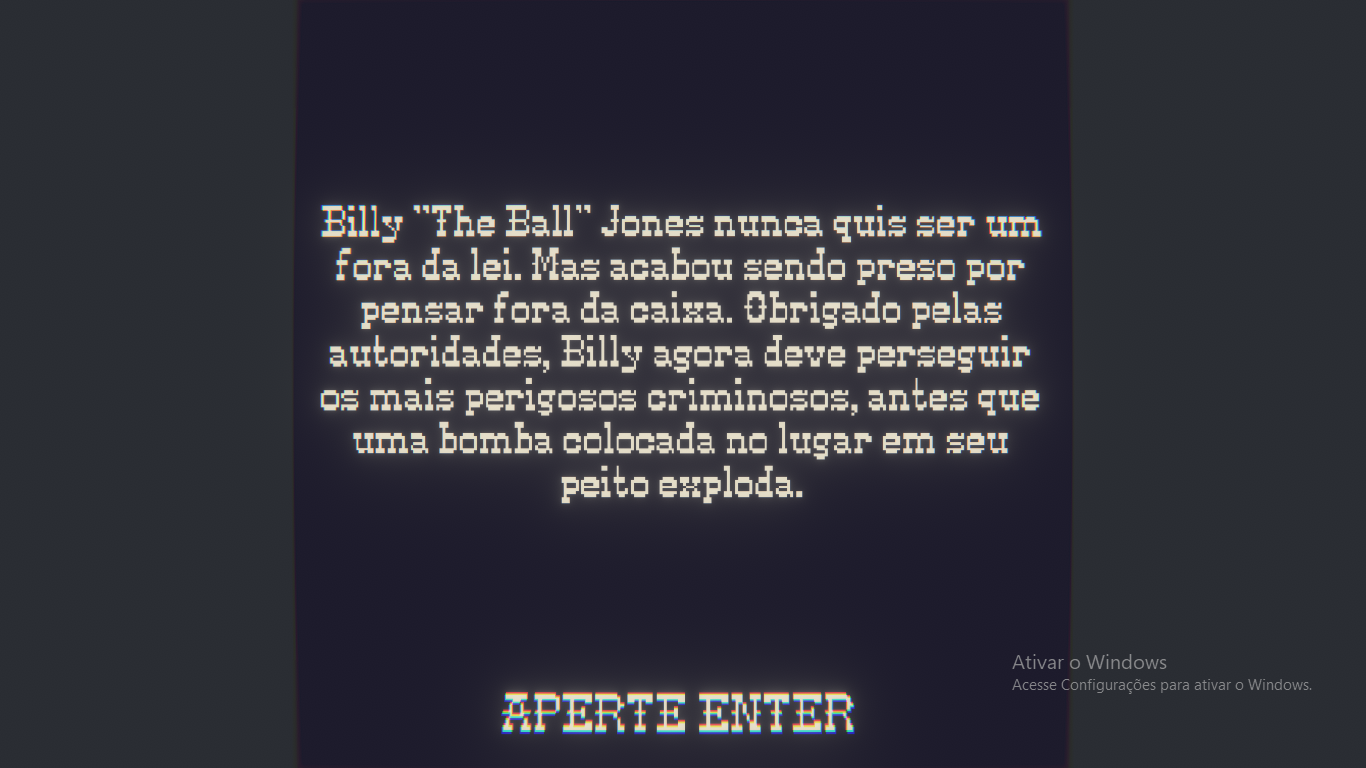 Billy "The Ball" Jones nunca quis ser um
fora da lei. Mas acabou sendo preso por
pensar fora da caixa. Obrigado pelas
autoridades, Billy agora deve perseguir
os mais perigosos criminosos, antes que
uma bomba colocada no lugar em seu
peito exploda.
APERTE ENTER
Ativar o Windows
Acesse Configurações para ativar o Windows.